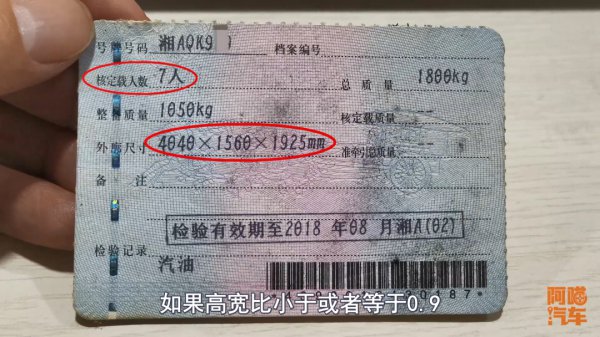 号牌号码 湘AQK9 档案编号
核定载人数 7人 总质量 1800kg
整备质量 1050kg 核定载质量 --
外廓尺寸 4040×1560×1925mm 准牵引总质量 --
备注
检验有效期至2018年08月湘A(02)
检验记录
汽油
如果高宽比小于或者等于0.9
阿喵汽车